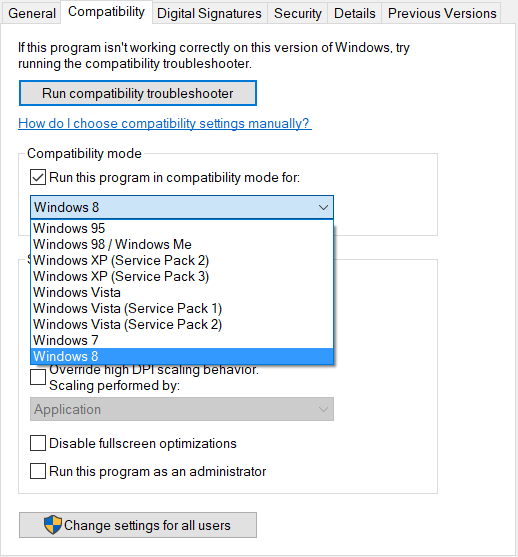 General Compatibility Digital Signatures Security Details Previous Versions
If this program isn't working correctly on this version of Windows, try
running the compatibility troubleshooter.
Run compatibility troubleshooter
How do I choose compatibility settings manually?
Compatibility mode
Run this program in compatibility mode for:
Windows 8
Windows 95
Windows 98 / Windows Me
Windows XP (Service Pack 2)
Windows XP (Service Pack 3)
Windows Vista
Windows Vista (Service Pack 1)
Windows Vista (Service Pack 2)
Windows 7
Windows 8
Override high DPI scaling behavior.
Scaling performed by:
Application
Disable fullscreen optimizations
Run this program as an administrator
Change settings for all users